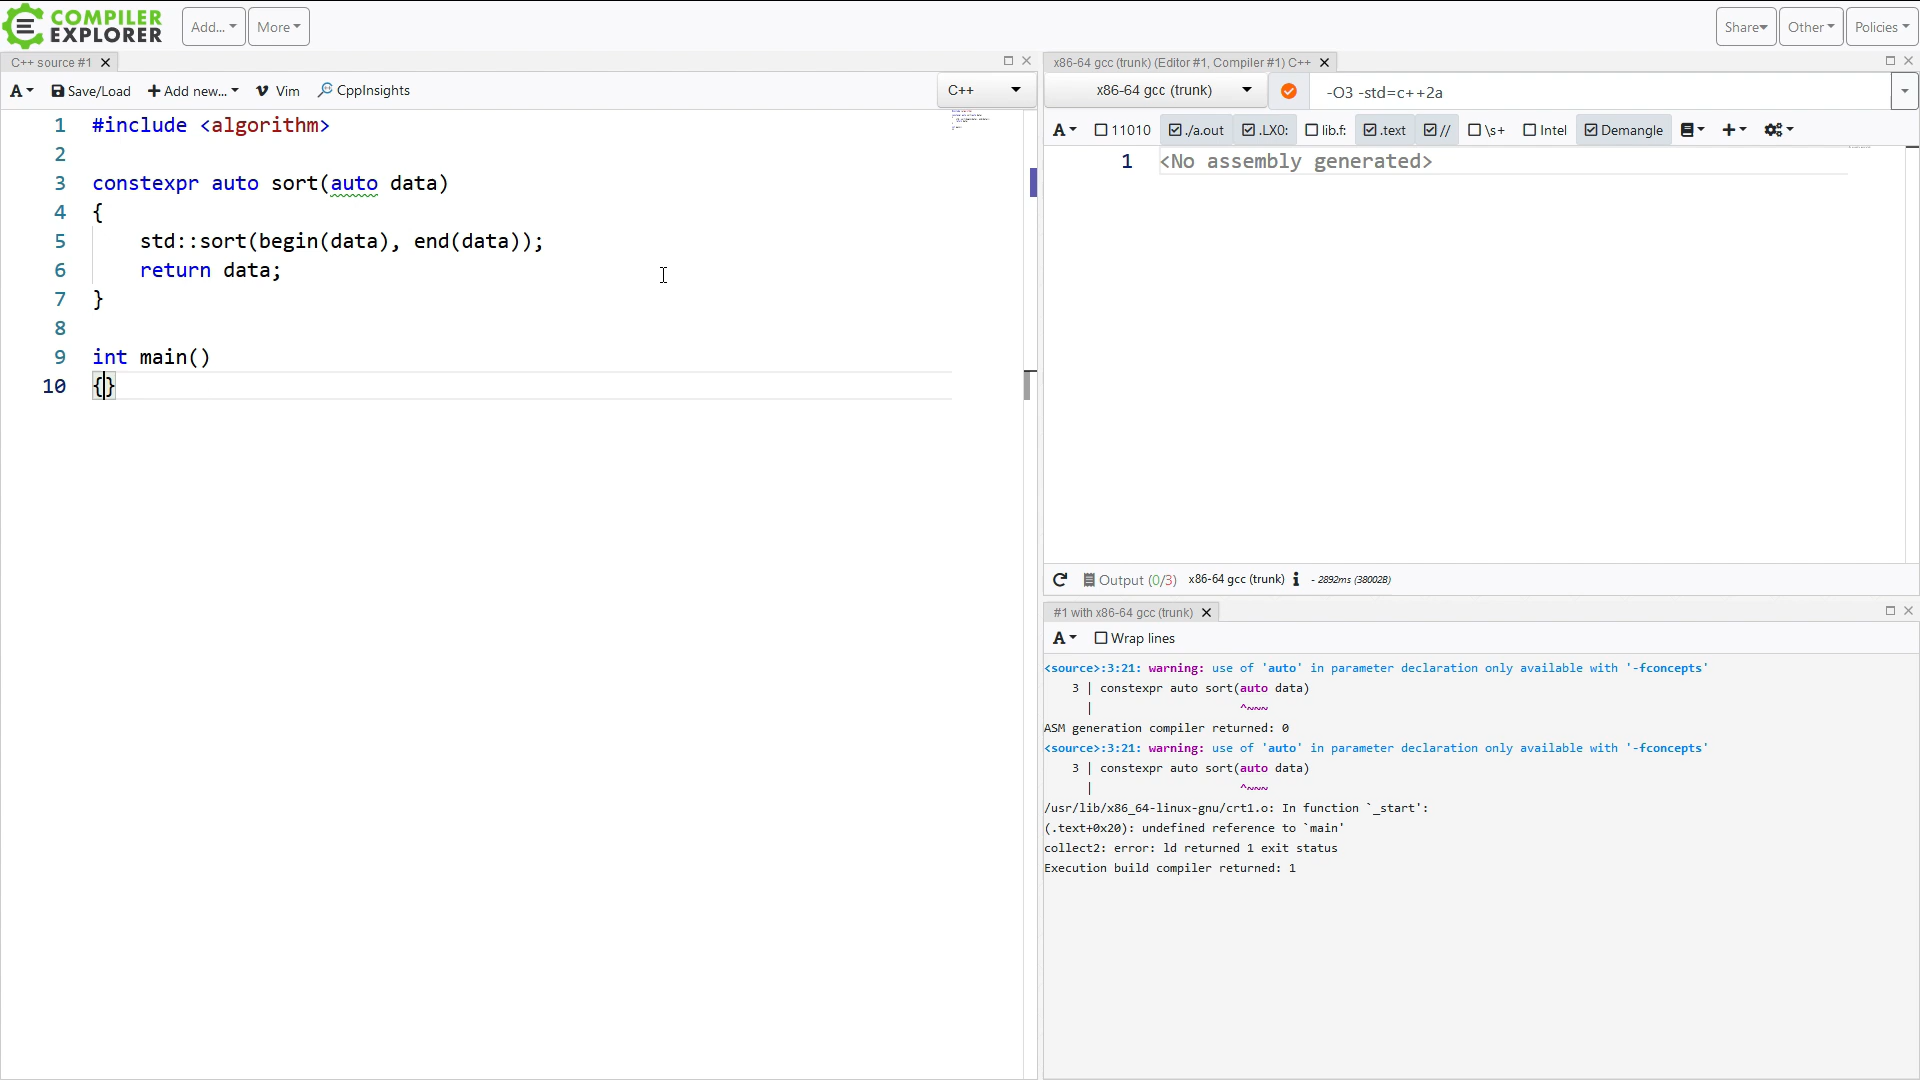 COMPILER
EXPLORER
Add...
More
Share
Other
Policies
C++ source #1
A
Save/Load
Add new...
Vim
CppInsights
C++
1 #include <algorithm>
2
3 constexpr auto sort(auto data)
4 {
5 std::sort(begin(data), end(data));
6 return data;
7 }
8
9 int main()
10 {}
x86-64 gcc (trunk) (Editor #1, Compiler #1) C++
x86-64 gcc (trunk)
-O3 -std=c++2a
A
11010
./a.out
.LX0:
lib.f:
.text
//
\s+
Intel
Demangle
1 <No assembly generated>
Output (0/3) x86-64 gcc (trunk) i - 2892ms (38002B)
#1 with x86-64 gcc (trunk)
A
Wrap lines
<source>:3:21: warning: use of 'auto' in parameter declaration only available with '-fconcepts'
3 | constexpr auto sort(auto data)
| ^~~~
ASM generation compiler returned: 0
<source>:3:21: warning: use of 'auto' in parameter declaration only available with '-fconcepts'
3 | constexpr auto sort(auto data)
| ^~~~
/usr/lib/x86_64-linux-gnu/crt1.o: In function `_start':
(.text+0x20): undefined reference to `main'
collect2: error: ld returned 1 exit status
Execution build compiler returned: 1